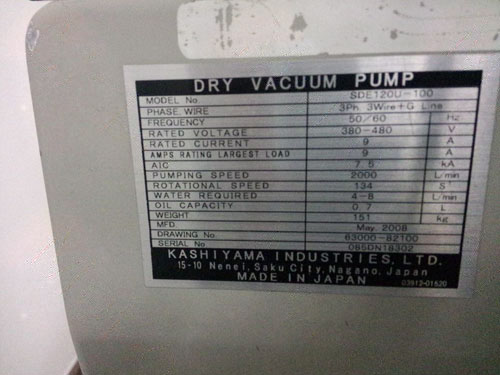 DRY VACUUM PUMP
MODEL No. SDE120U-100
PHASE, WIRE 3Ph. 3Wire+G Line
FREQUENCY 50/60 Hz
RATED VOLTAGE 380-480 V
RATED CURRENT 9 A
AMPS RATING LARGEST LOAD 9 A
AIC 7.5 kA
PUMPING SPEED 2000 L/min
ROTATIONAL SPEED 134 S⁻¹
WATER REQUIRED 4-8 L/min
OIL CAPACITY 0.7 L
WEIGHT 151 kg
MFD. May. 2008
DRAWING No. 63000-82100
SERIAL No.
KASHIYAMA INDUSTRIES, LTD.
15-10 Nenei, Saku City, Nagano, Japan
MADE IN JAPAN 03512-01520